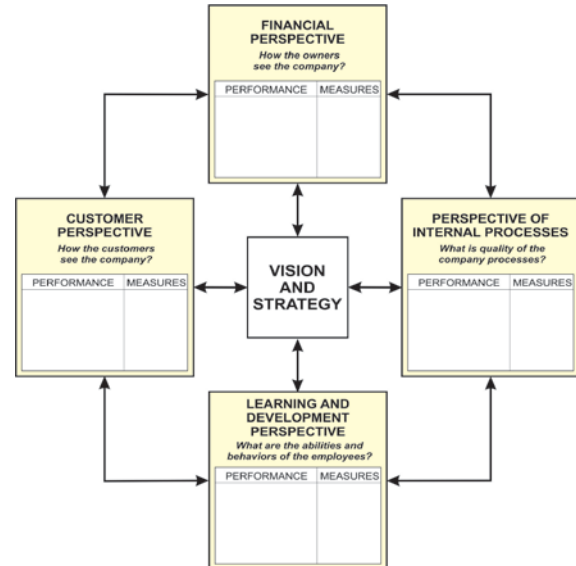 FINANCIAL
PERSPECTIVE
How the owners
see the company?
PERFORMANCE MEASURES
CUSTOMER
PERSPECTIVE
How the customers
see the company?
PERFORMANCE MEASURES
VISION
AND
STRATEGY
PERSPECTIVE OF
INTERNAL PROCESSES
What is quality of the
company processes?
PERFORMANCE MEASURES
LEARNING AND
DEVELOPMENT
PERSPECTIVE
What are the abilities and
behaviors of the employees?
PERFORMANCE MEASURES